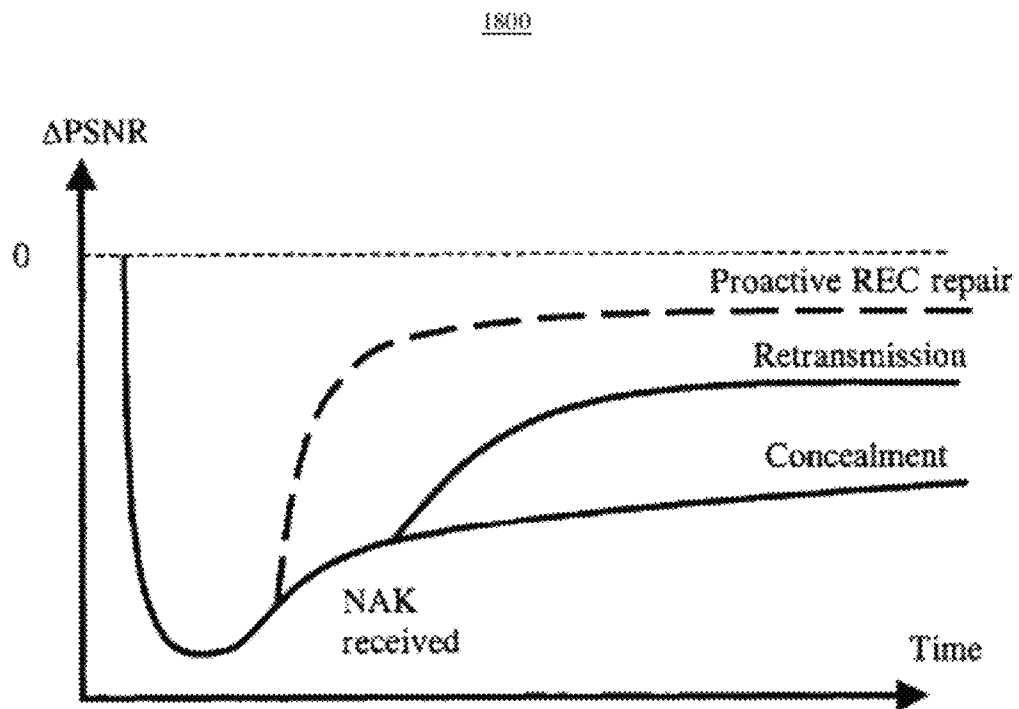 1800
ΔPSNR
0
Proactive REC repair
Retransmission
Concealment
NAK
received
Time